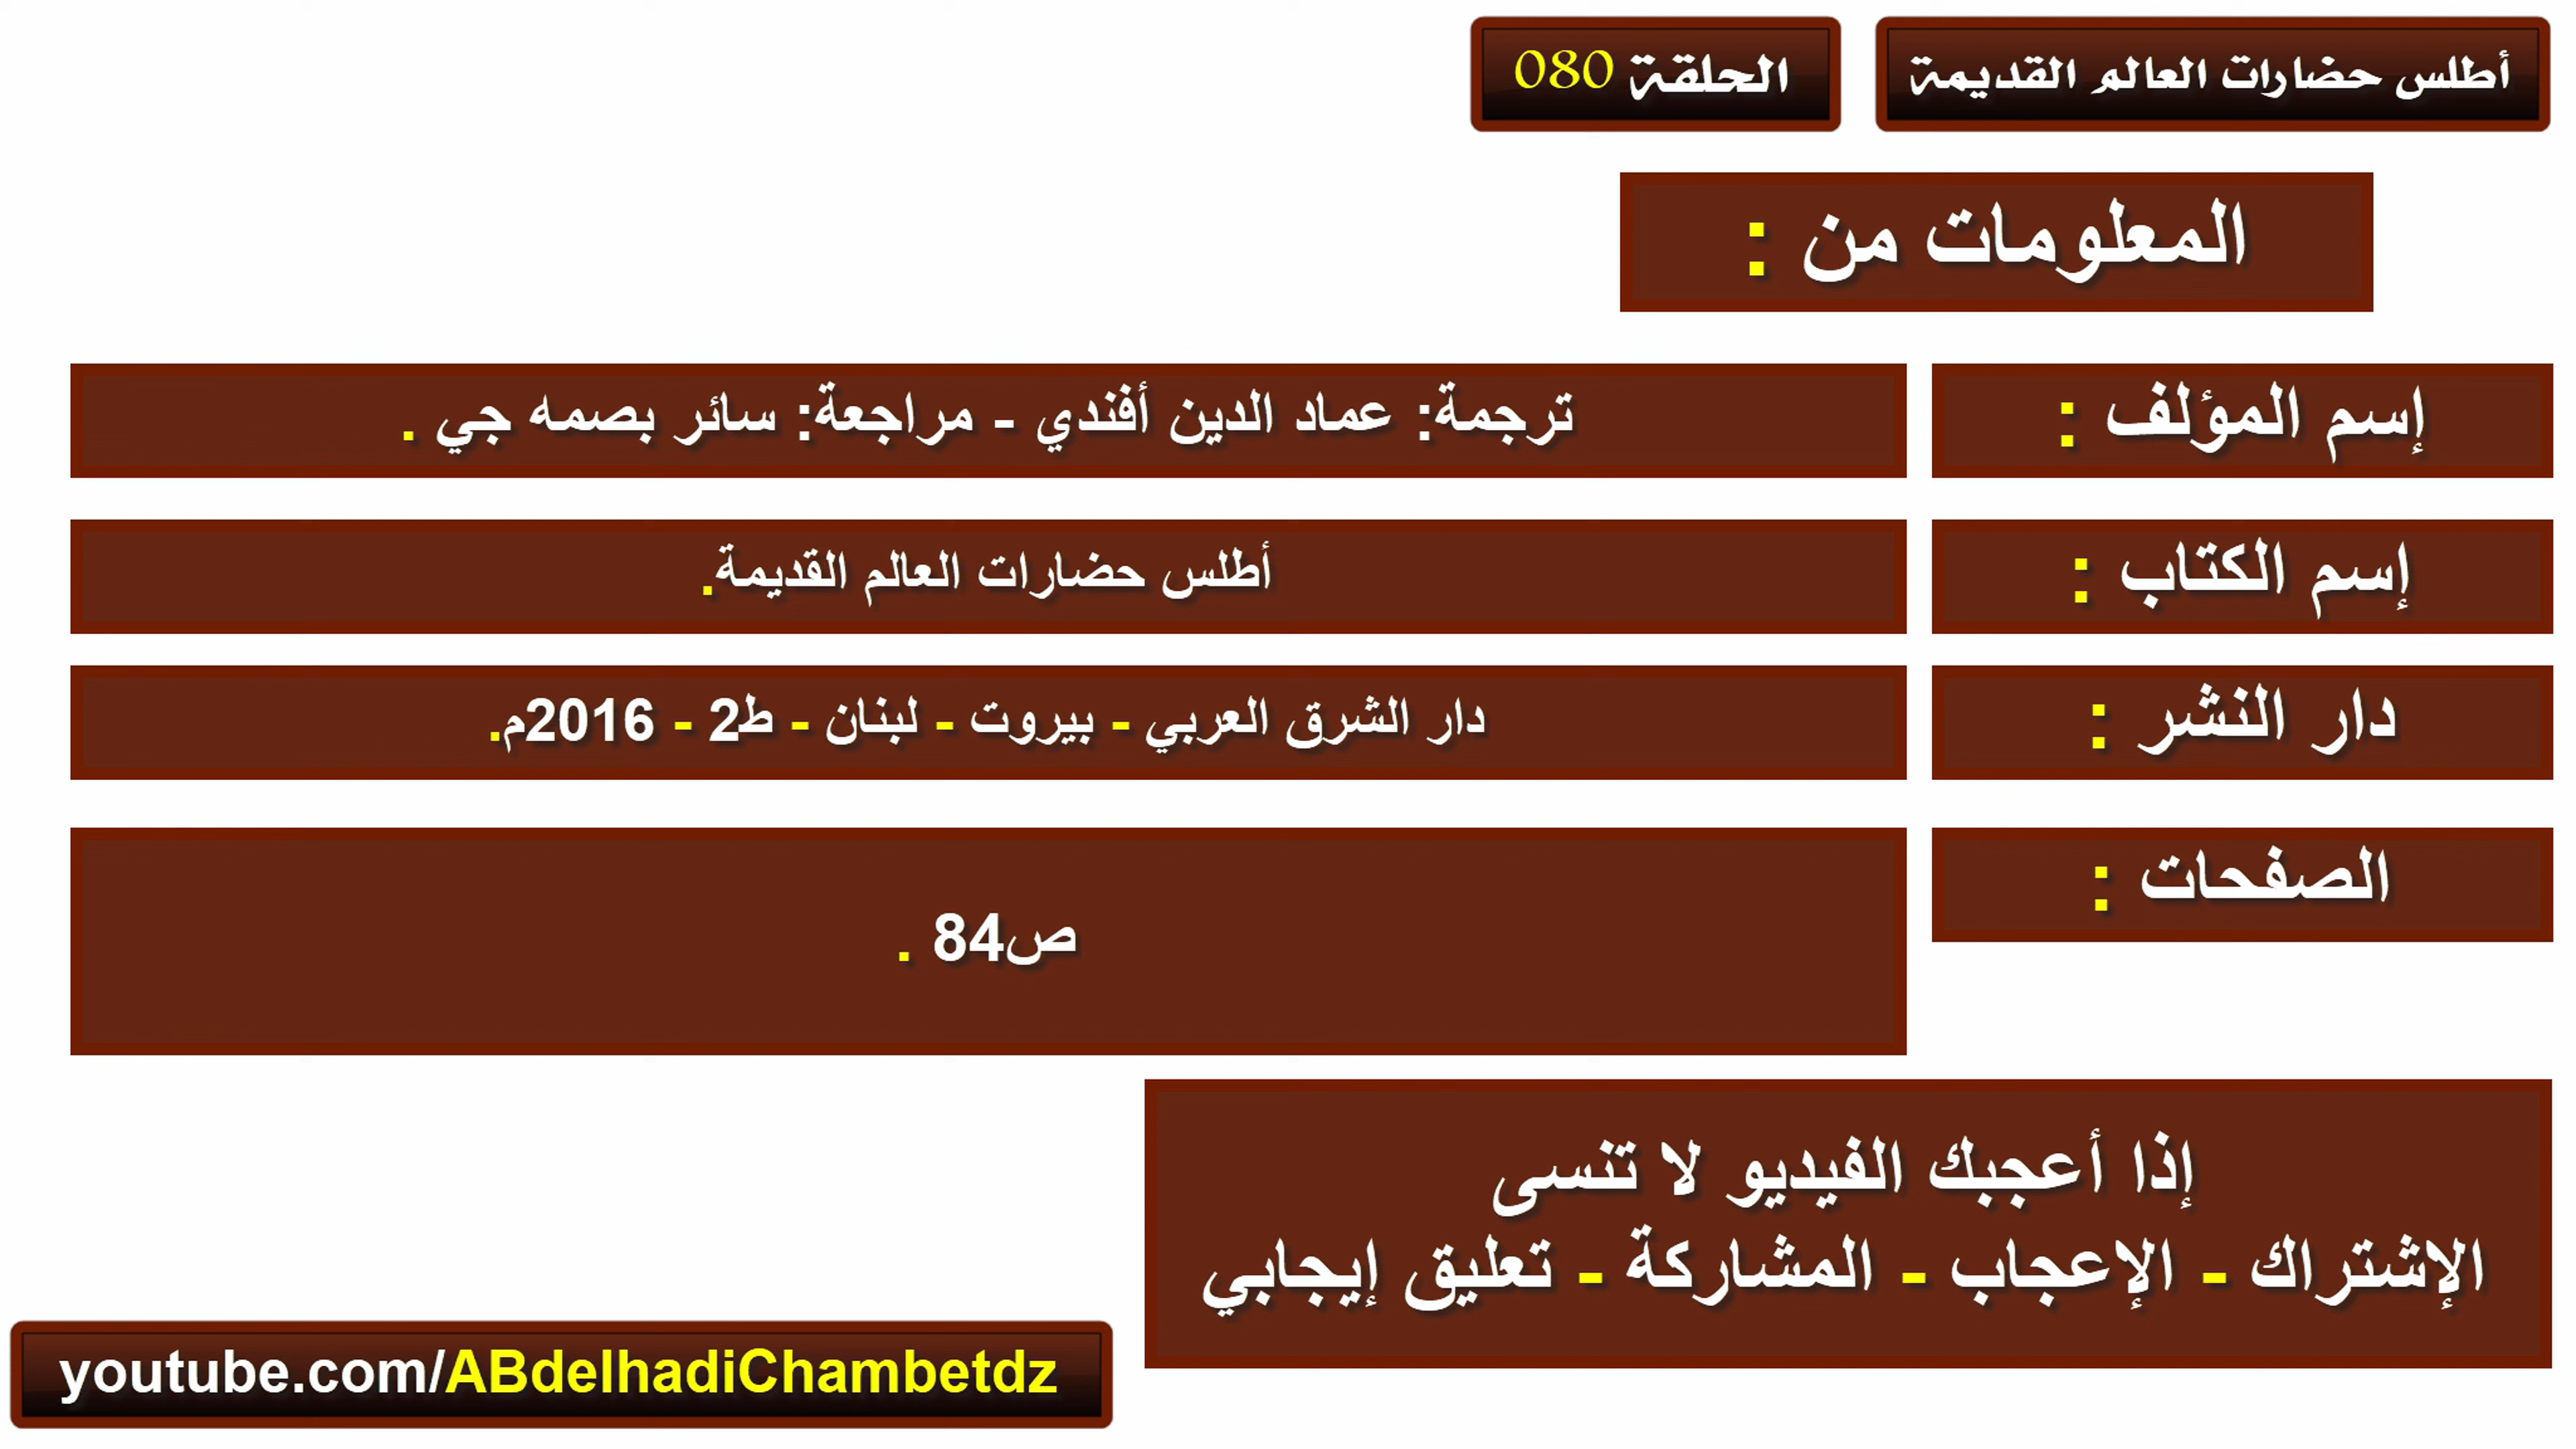 أطلس حضارات العالم القديمة
الحلقة 080
المعلومات من :
إسم المؤلف :
ترجمة: عماد الدين أفندي - مراجعة: سائر بصمه جي .
إسم الكتاب :
أطلس حضارات العالم القديمة.
دار النشر :
دار الشرق العربي - بيروت - لبنان - ط2 - 2016م.
الصفحات :
ص84 .
إذا أعجبك الفيديو لا تنسى
الإشتراك - الإعجاب - المشاركة - تعليق إيجابي
youtube.com/ABdelhadiChambetdz